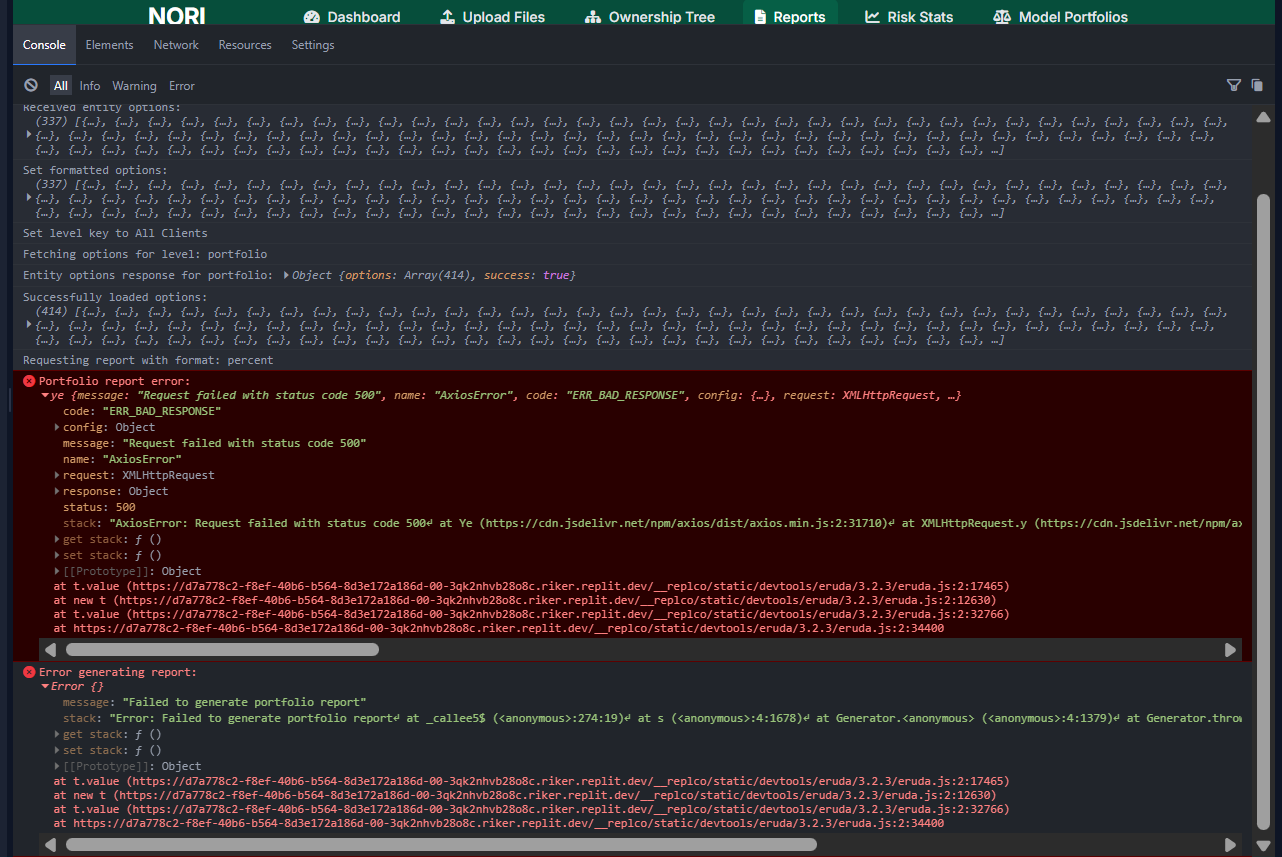 NORI
Dashboard
Upload Files
Ownership Tree
Reports
Risk Stats
Model Portfolios
Console Elements Network Resources Settings
All Info Warning Error
Received entity options:
(337) [{…}, {…}, {…}, {…}, {…}, {…}, {…}, {…}, {…}, {…}, {…}, {…}, {…}, {…}, {…}, {…}, {…}, {…}, {…}, {…}, {…}, {…}, {…}, {…}, {…}, {…}, {…}, {…}, {…}, {…}, {…}, {…}, {…}, {…}, {…},
{…}, {…}, {…}, {…}, {…}, {…}, {…}, {…}, {…}, {…}, {…}, {…}, {…}, {…}, {…}, {…}, {…}, {…}, {…}, {…}, {…}, {…}, {…}, {…}, {…}, {…}, {…}, {…}, {…}, {…}, {…}, {…}, {…}, {…}, {…}, {…},
{…}, {…}, {…}, {…}, {…}, {…}, {…}, {…}, {…}, {…}, {…}, {…}, {…}, {…}, {…}, {…}, {…}, {…}, {…}, {…}, {…}, {…}, {…}, {…}, {…}, {…}, {…}, {…}, {…}, …]
Set formatted options:
(337) [{…}, {…}, {…}, {…}, {…}, {…}, {…}, {…}, {…}, {…}, {…}, {…}, {…}, {…}, {…}, {…}, {…}, {…}, {…}, {…}, {…}, {…}, {…}, {…}, {…}, {…}, {…}, {…}, {…}, {…}, {…}, {…}, {…}, {…}, {…},
{…}, {…}, {…}, {…}, {…}, {…}, {…}, {…}, {…}, {…}, {…}, {…}, {…}, {…}, {…}, {…}, {…}, {…}, {…}, {…}, {…}, {…}, {…}, {…}, {…}, {…}, {…}, {…}, {…}, {…}, {…}, {…}, {…}, {…}, {…}, {…},
{…}, {…}, {…}, {…}, {…}, {…}, {…}, {…}, {…}, {…}, {…}, {…}, {…}, {…}, {…}, {…}, {…}, {…}, {…}, {…}, {…}, {…}, {…}, {…}, {…}, {…}, {…}, {…}, {…}, …]
Set level key to All Clients
Fetching options for level: portfolio
Entity options response for portfolio: Object {options: Array(414), success: true}
Successfully loaded options:
(414) [{…}, {…}, {…}, {…}, {…}, {…}, {…}, {…}, {…}, {…}, {…}, {…}, {…}, {…}, {…}, {…}, {…}, {…}, {…}, {…}, {…}, {…}, {…}, {…}, {…}, {…}, {…}, {…}, {…}, {…}, {…}, {…}, {…}, {…}, {…},
{…}, {…}, {…}, {…}, {…}, {…}, {…}, {…}, {…}, {…}, {…}, {…}, {…}, {…}, {…}, {…}, {…}, {…}, {…}, {…}, {…}, {…}, {…}, {…}, {…}, {…}, {…}, {…}, {…}, {…}, {…}, {…}, {…}, {…}, {…}, {…},
{…}, {…}, {…}, {…}, {…}, {…}, {…}, {…}, {…}, {…}, {…}, {…}, {…}, {…}, {…}, {…}, {…}, {…}, {…}, {…}, {…}, {…}, {…}, {…}, {…}, {…}, {…}, {…}, {…}, …]
Requesting report with format: percent
Portfolio report error:
ye {message: "Request failed with status code 500", name: "AxiosError", code: "ERR_BAD_RESPONSE", config: {…}, request: XMLHttpRequest, …}
code: "ERR_BAD_RESPONSE"
config: Object
message: "Request failed with status code 500"
name: "AxiosError"
request: XMLHttpRequest
response: Object
status: 500
stack: "AxiosError: Request failed with status code 500↲ at Ye (https://cdn.jsdelivr.net/npm/axios/dist/axios.min.js:2:31710)↲ at XMLHttpRequest.y (https://cdn.jsdelivr.net/npm/ax
get stack: ƒ ()
set stack: ƒ ()
[[Prototype]]: Object
at t.value (https://d7a778c2-f8ef-40b6-b564-8d3e172a186d-00-3qk2nhvb28o8c.riker.replit.dev/__replco/static/devtools/eruda/3.2.3/eruda.js:2:17465)
at new t (https://d7a778c2-f8ef-40b6-b564-8d3e172a186d-00-3qk2nhvb28o8c.riker.replit.dev/__replco/static/devtools/eruda/3.2.3/eruda.js:2:12630)
at t.value (https://d7a778c2-f8ef-40b6-b564-8d3e172a186d-00-3qk2nhvb28o8c.riker.replit.dev/__replco/static/devtools/eruda/3.2.3/eruda.js:2:32766)
at https://d7a778c2-f8ef-40b6-b564-8d3e172a186d-00-3qk2nhvb28o8c.riker.replit.dev/__replco/static/devtools/eruda/3.2.3/eruda.js:2:34400
Error generating report:
Error {}
message: "Failed to generate portfolio report"
stack: "Error: Failed to generate portfolio report↲ at _callee5$ (<anonymous>:274:19)↲ at s (<anonymous>:4:1678)↲ at Generator.<anonymous> (<anonymous>:4:1379)↲ at Generator.throw
get stack: ƒ ()
set stack: ƒ ()
[[Prototype]]: Object
at t.value (https://d7a778c2-f8ef-40b6-b564-8d3e172a186d-00-3qk2nhvb28o8c.riker.replit.dev/__replco/static/devtools/eruda/3.2.3/eruda.js:2:17465)
at new t (https://d7a778c2-f8ef-40b6-b564-8d3e172a186d-00-3qk2nhvb28o8c.riker.replit.dev/__replco/static/devtools/eruda/3.2.3/eruda.js:2:12630)
at t.value (https://d7a778c2-f8ef-40b6-b564-8d3e172a186d-00-3qk2nhvb28o8c.riker.replit.dev/__replco/static/devtools/eruda/3.2.3/eruda.js:2:32766)
at https://d7a778c2-f8ef-40b6-b564-8d3e172a186d-00-3qk2nhvb28o8c.riker.replit.dev/__replco/static/devtools/eruda/3.2.3/eruda.js:2:34400